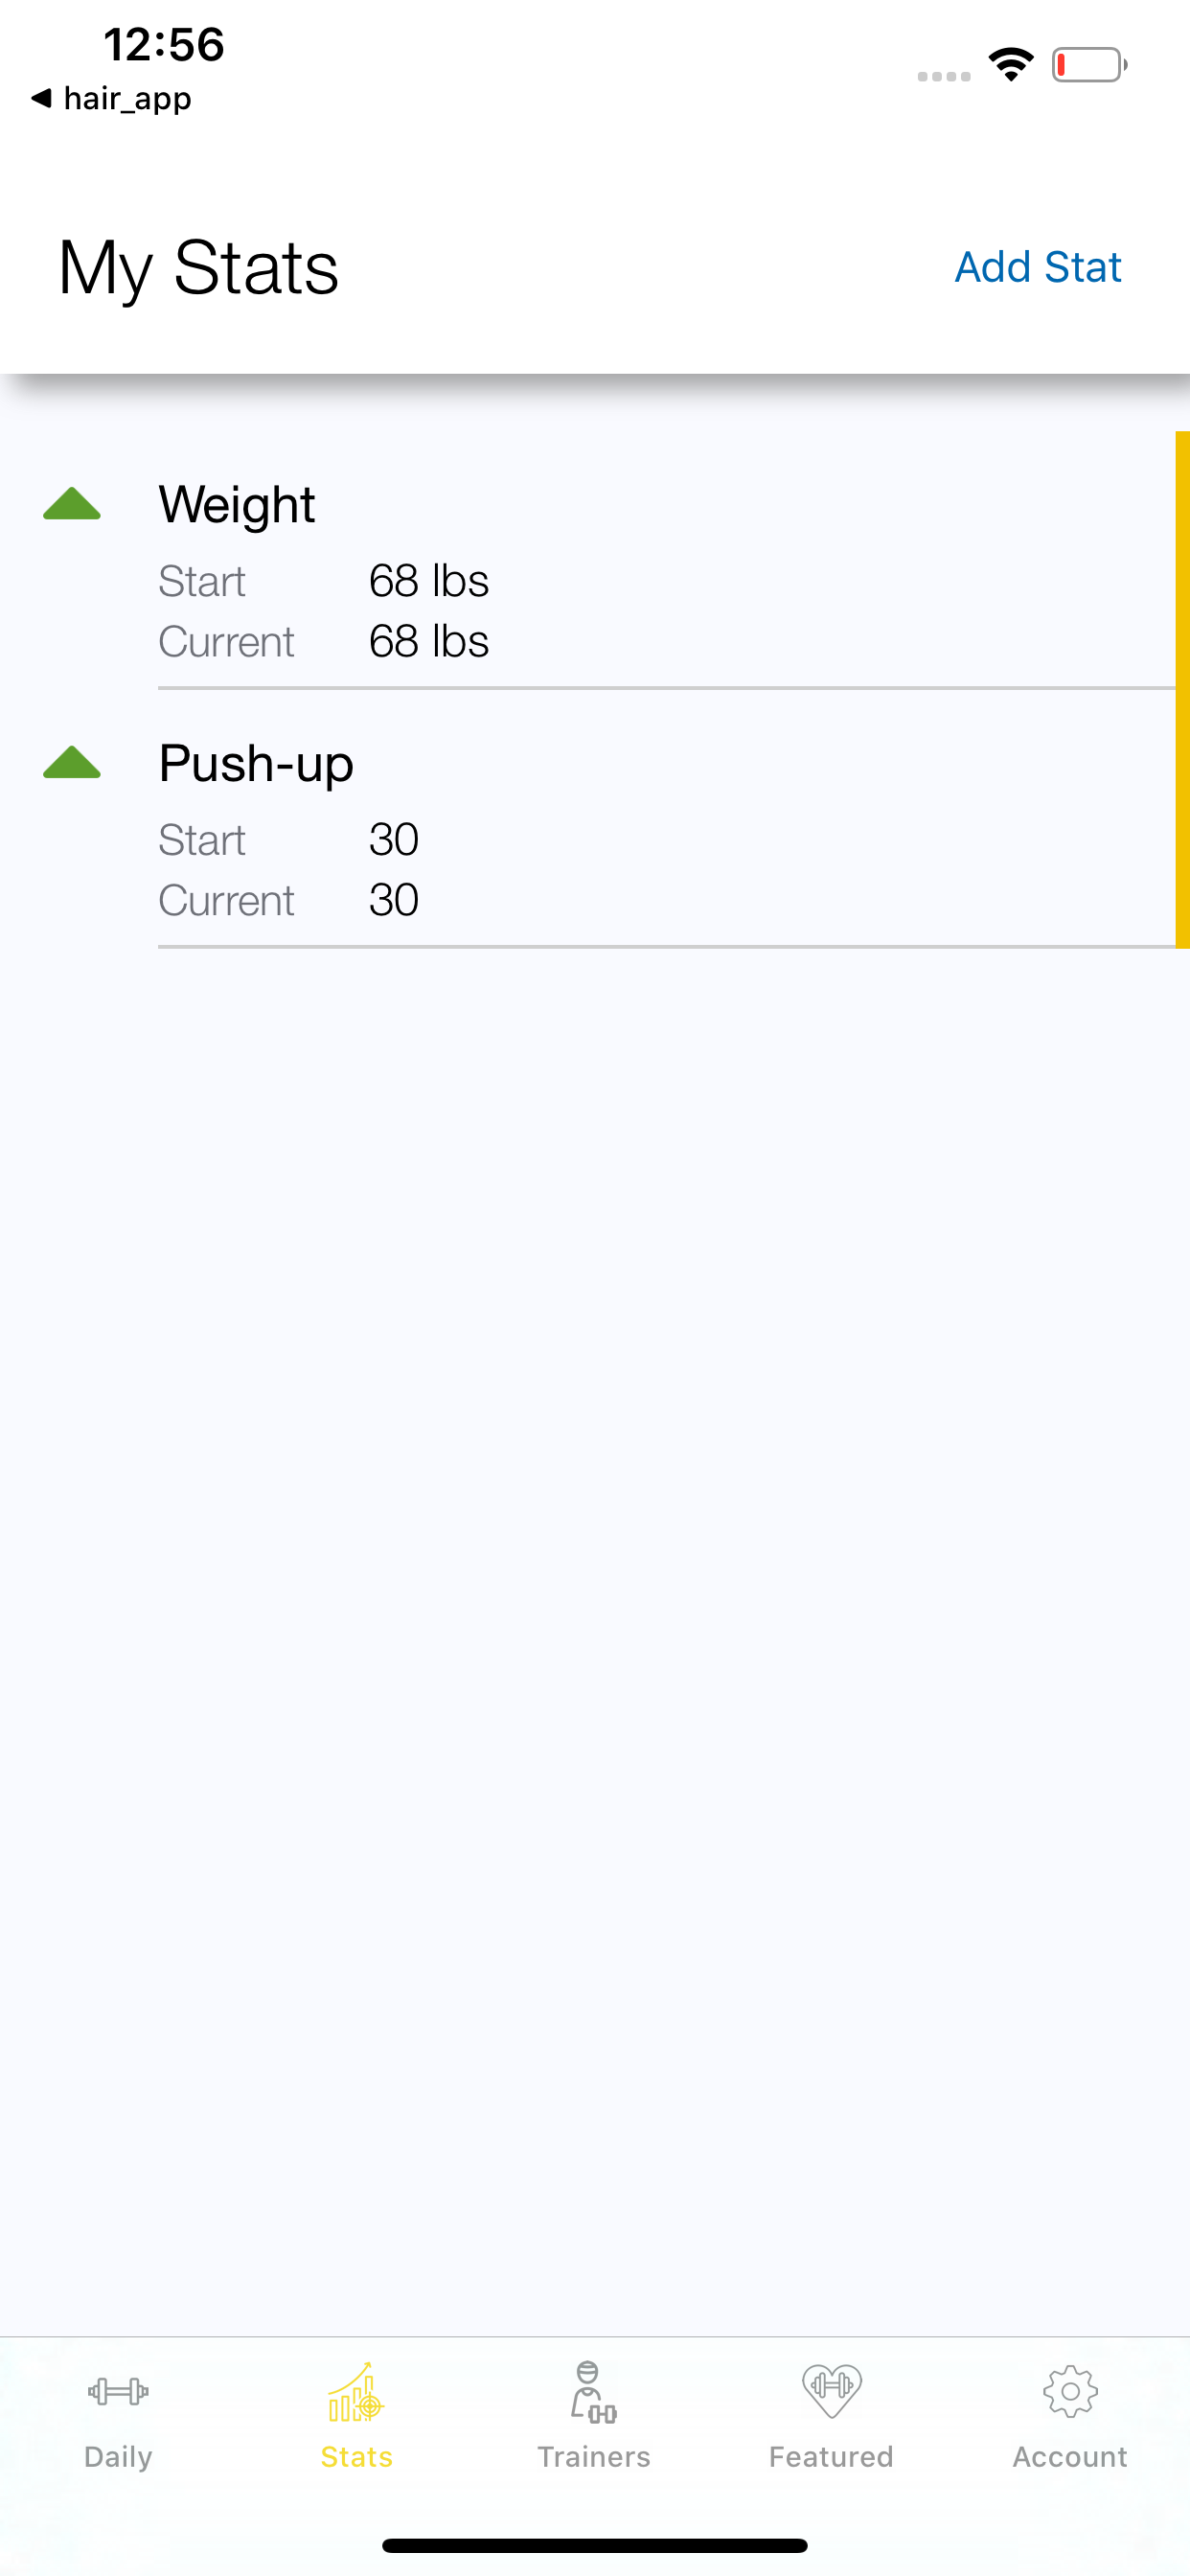 12:56
◀ hair_app
My Stats
Add Stat
Weight
Start 68 lbs
Current 68 lbs
Push-up
Start 30
Current 30
Daily
Stats
Trainers
Featured
Account